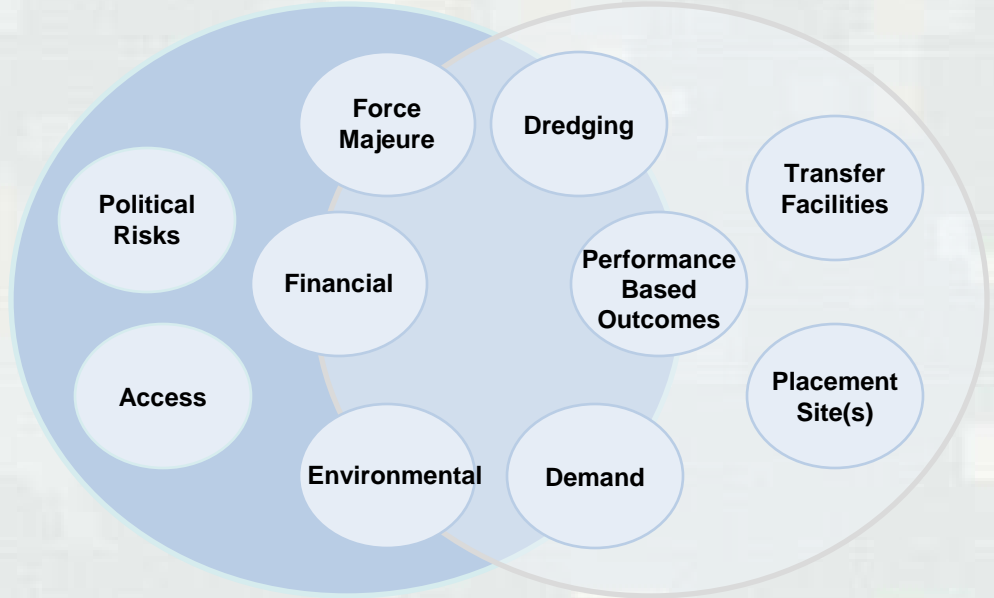 Force
Majeure
Dredging
Transfer
Facilities
Political
Risks
Financial
Performance
Based
Outcomes
Access
Placement
Site(s)
Environmental
Demand